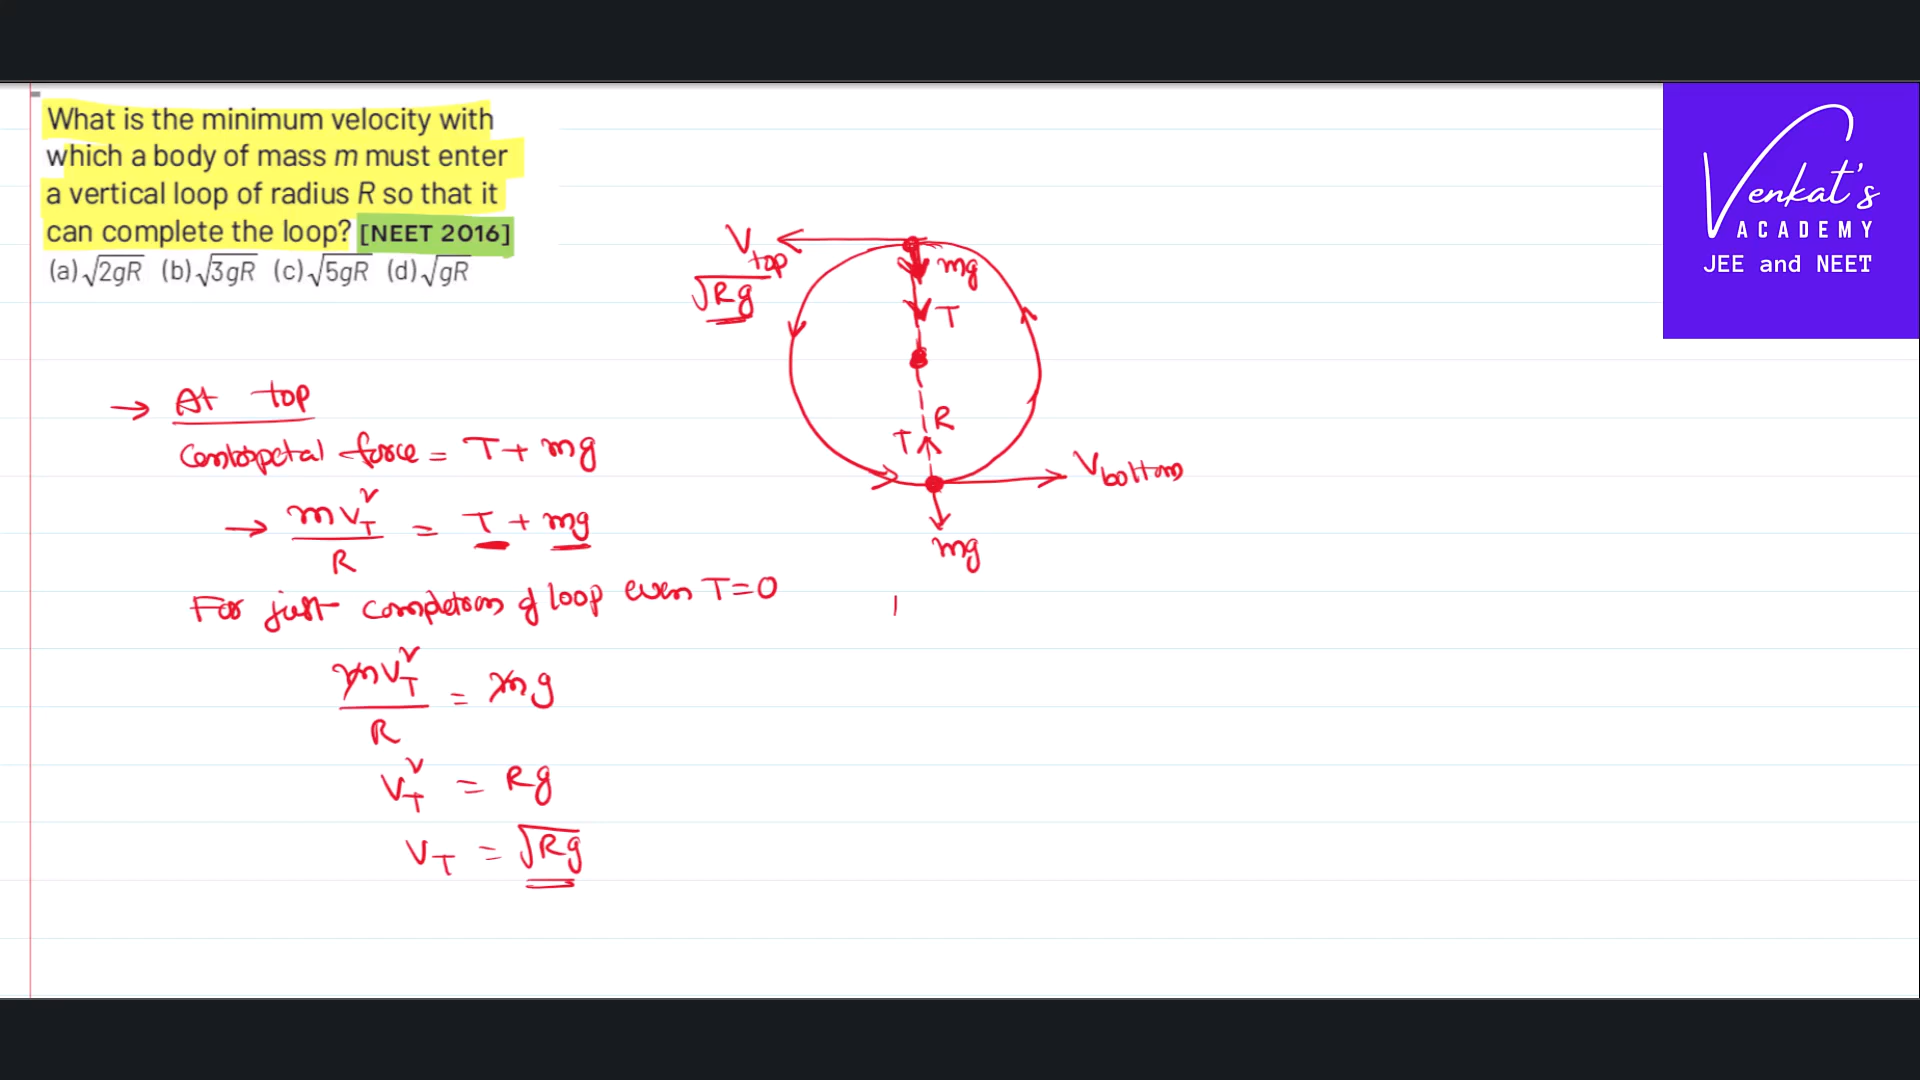 What is the minimum velocity with
which a body of mass m must enter
a vertical loop of radius R so that it
can complete the loop? [NEET 2016]
(a) √2gR (b) √3gR (c) √5gR (d) √gR
Venkat's
ACADEMY
JEE and NEET
V top
√Rg
mg
T
R
T
V bottom
mg
→ At top
Centripetal force = T + mg
→ mV_T²/R = T + mg
For just completion of loop even T=0
mV_T²/R = mg
V_T² = Rg
V_T = √Rg